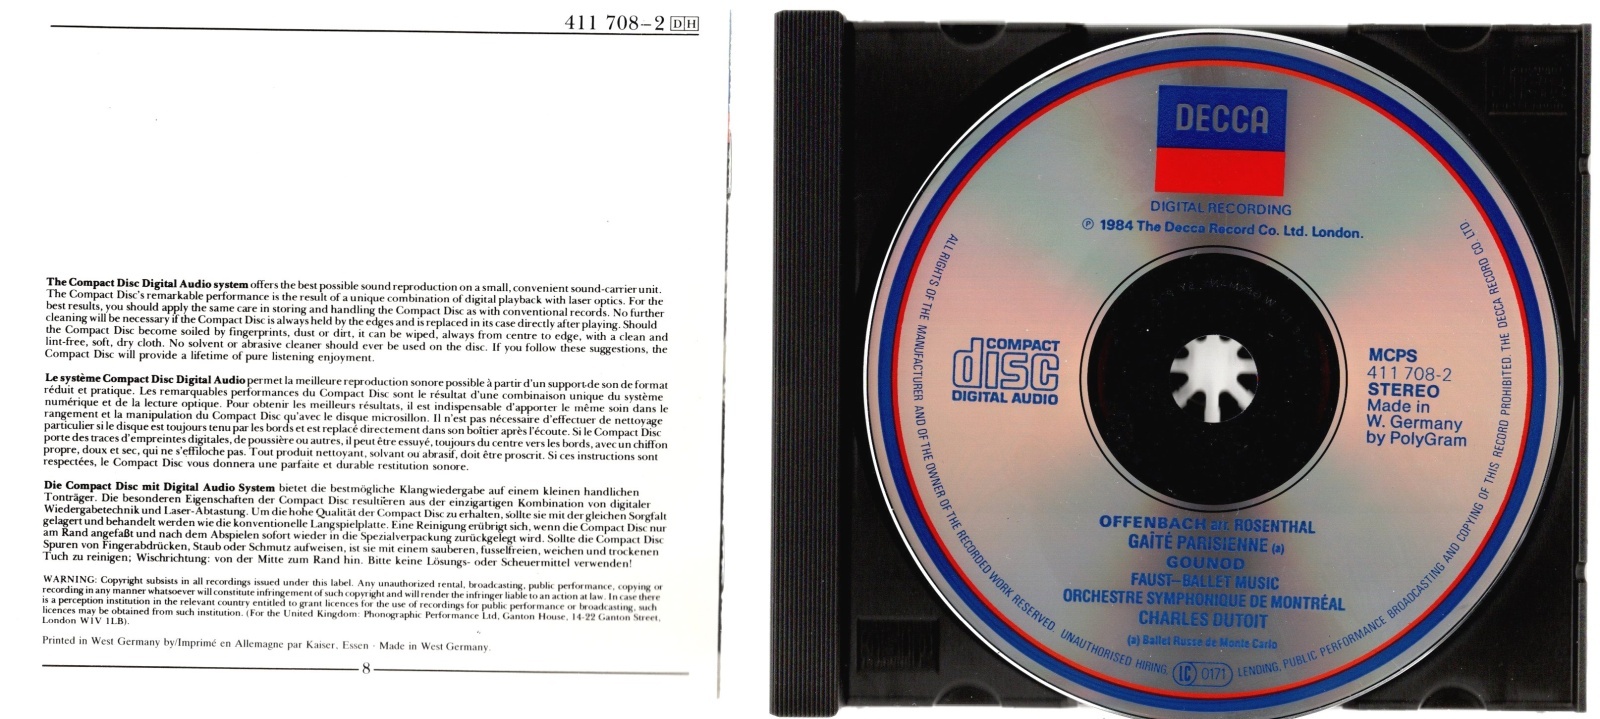 411 708-2 DH
The Compact Disc Digital Audio system offers the best possible sound reproduction on a small, convenient sound-carrier unit.
The Compact Disc's remarkable performance is the result of a unique combination of digital playback with laser optics. For the
best results, you should apply the same care in storing and handling the Compact Disc as with conventional records. No further
cleaning will be necessary if the Compact Disc is always held by the edges and is replaced in its case directly after playing. Should
the Compact Disc become soiled by fingerprints, dust or dirt, it can be wiped, always from centre to edge, with a clean and
lint-free, soft, dry cloth. No solvent or abrasive cleaner should ever be used on the disc. If you follow these suggestions, the
Compact Disc will provide a lifetime of pure listening enjoyment.
Le système Compact Disc Digital Audio permet la meilleure reproduction sonore possible à partir d'un support de son de format
réduit et pratique. Les remarquables performances du Compact Disc sont le résultat d'une combinaison unique du système
numérique et de la lecture optique. Pour obtenir les meilleurs résultats, il est indispensable d'apporter le même soin dans le
rangement et la manipulation du Compact Disc qu'avec le disque microsillon. Il n'est pas nécessaire d'effectuer de nettoyage
particulier si le disque est toujours tenu par les bords et est replacé directement dans son boîtier après l'écoute. Si le Compact Disc
porte des traces d'empreintes digitales, de poussière ou autres, il peut être essuyé, toujours du centre vers les bords, avec un chiffon
propre, doux et sec, qui ne s'effiloche pas. Tout produit nettoyant, solvant ou abrasif, doit être proscrit. Si ces instructions sont
respectées, le Compact Disc vous donnera une parfaite et durable restitution sonore.
Die Compact Disc mit Digital Audio System bietet die bestmögliche Klangwiedergabe auf einem kleinen handlichen
Tonträger. Die besonderen Eigenschaften der Compact Disc resultieren aus der einzigartigen Kombination von digitaler
Wiedergabetechnik und Laser-Abtastung. Um die hohe Qualität der Compact Disc zu erhalten, sollte sie mit der gleichen Sorgfalt
gelagert und behandelt werden wie die konventionelle Langspielplatte. Eine Reinigung erübrigt sich, wenn die Compact Disc nur
am Rand angefaßt und nach dem Abspielen sofort wieder in die Spezialverpackung zurückgelegt wird. Sollte die Compact Disc
Spuren von Fingerabdrücken, Staub oder Schmutz aufweisen, ist sie mit einem sauberen, fusselfreien, weichen und trockenen
Tuch zu reinigen; Wischrichtung: von der Mitte zum Rand hin. Bitte keine Lösungs- oder Scheuermittel verwenden!
WARNING: Copyright subsists in all recordings issued under this label. Any unauthorized rental, broadcasting, public performance, copying or
recording in any manner whatsoever will constitute infringement of such copyright and will render the infringer liable to an action at law. In case there
is a perception institution in the relevant country entitled to grant licences for the use of recordings for public performance or broadcasting, such
licences may be obtained from such institution. (For the United Kingdom: Phonographic Performance Ltd, Ganton House, 14-22 Ganton Street,
London W1V 1LB).
Printed in West Germany by/Imprimé en Allemagne par Kaiser, Essen · Made in West Germany.
8
DECCA
DIGITAL RECORDING
℗ 1984 The Decca Record Co. Ltd. London.
ALL RIGHTS OF THE MANUFACTURER AND OF THE OWNER OF THE RECORDED WORK RESERVED. UNAUTHORISED HIRING, LENDING, PUBLIC PERFORMANCE BROADCASTING AND COPYING OF THIS RECORD PROHIBITED. THE DECCA RECORD CO LTD.
COMPACT
disc
DIGITAL AUDIO
MCPS
411 708-2
STEREO
Made in
W. Germany
by PolyGram
OFFENBACH arr. ROSENTHAL
GAÎTÉ PARISIENNE (a)
GOUNOD
FAUST–BALLET MUSIC
ORCHESTRE SYMPHONIQUE DE MONTRÉAL
CHARLES DUTOIT
(a) Ballet Russe de Monte Carlo
LC 0171